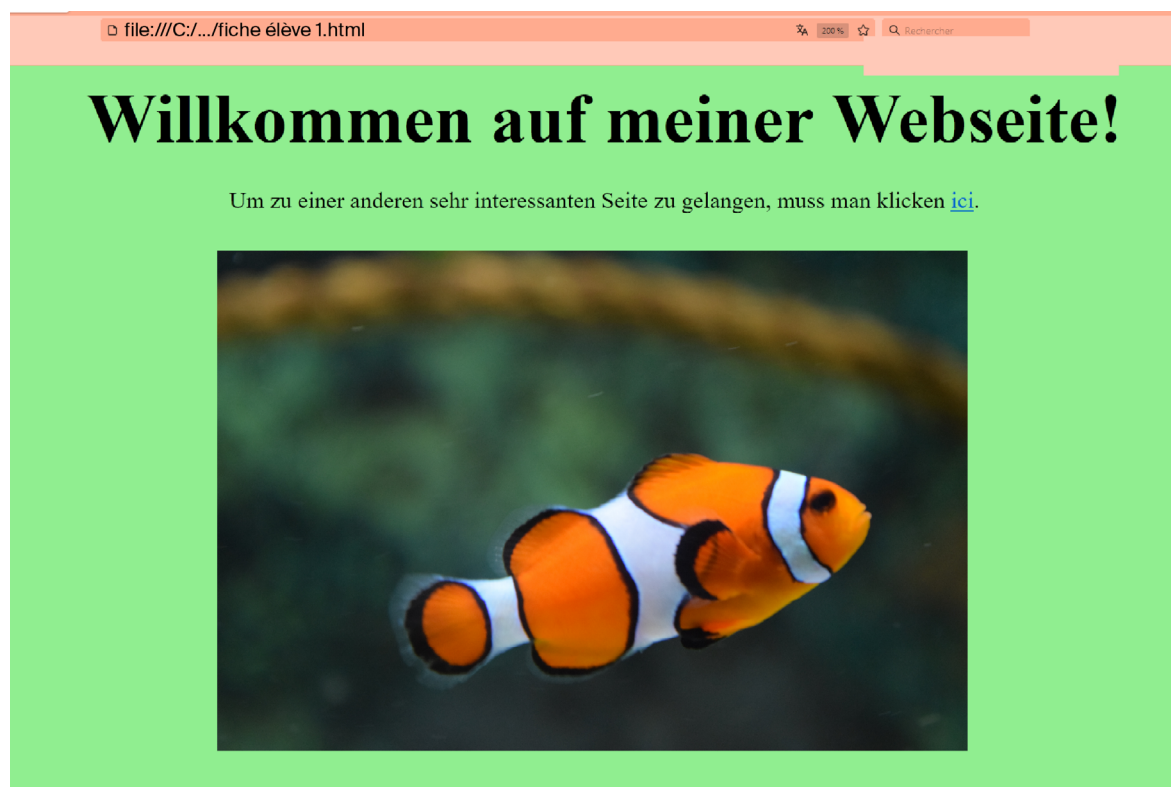 file:///C:/.../fiche élève 1.html
200 %
Rechercher
Willkommen auf meiner Webseite!
Um zu einer anderen sehr interessanten Seite zu gelangen, muss man klicken ici.